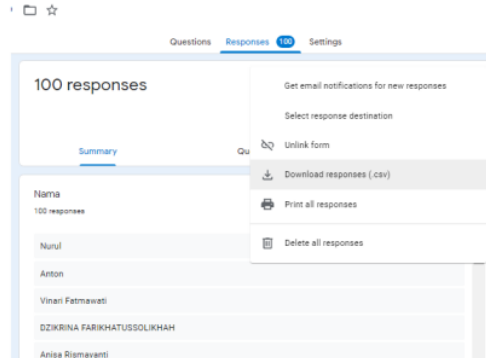 Questions Responses 100 Settings
100 responses
Get email notifications for new responses
Select response destination
Unlink form
Download responses (.csv)
Print all responses
Delete all responses
Summary Qu
Nama
100 responses
Nurul
Anton
Vinari Fatmawati
DZIKRINA FARIKHATUSSOLIKHAH
Anisa Rismayanti